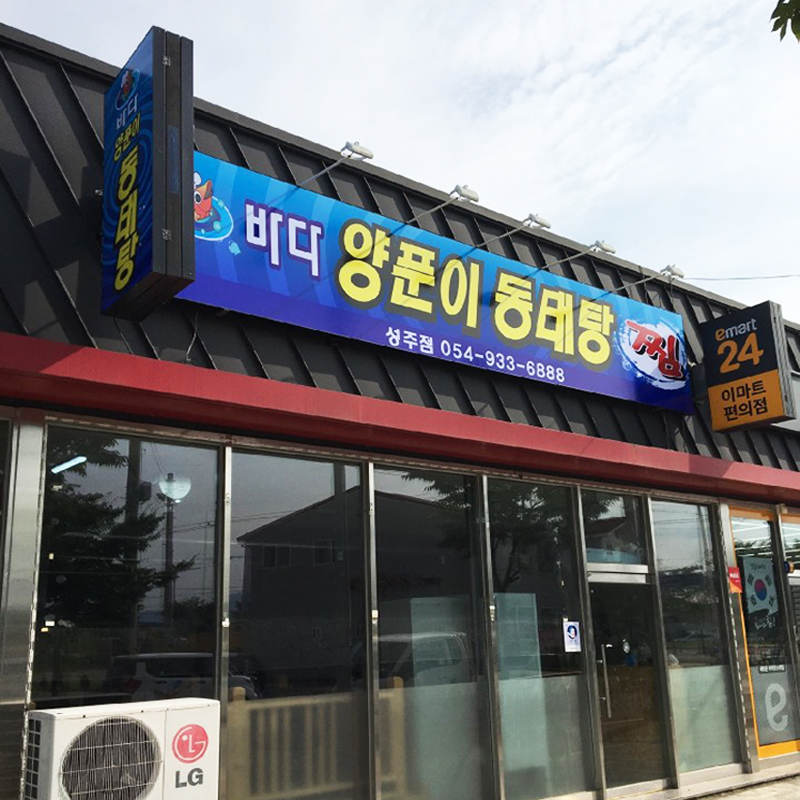 바다
양푼이
동태탕
바다 양푼이 동태탕 찜
성주점 054-933-6888
emart
24
이마트
편의점
LG